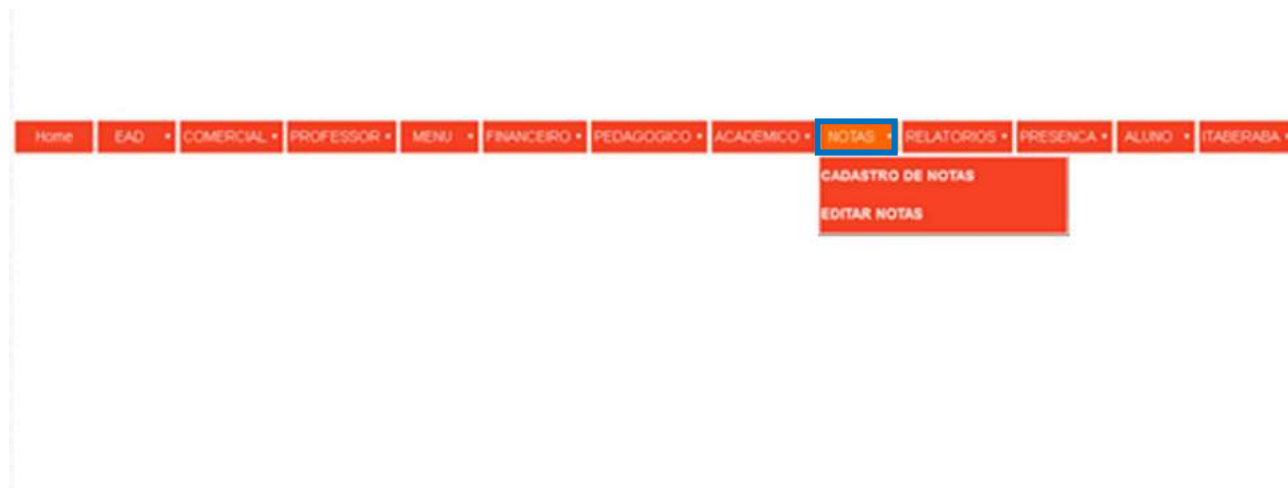 Home EAD COMERCIAL PROFESSOR MENU FINANCEIRO PEDAGOGICO ACADEMICO NOTAS RELATORIOS PRESENCA ALUNO ITABERABA
CADASTRO DE NOTAS
EDITAR NOTAS